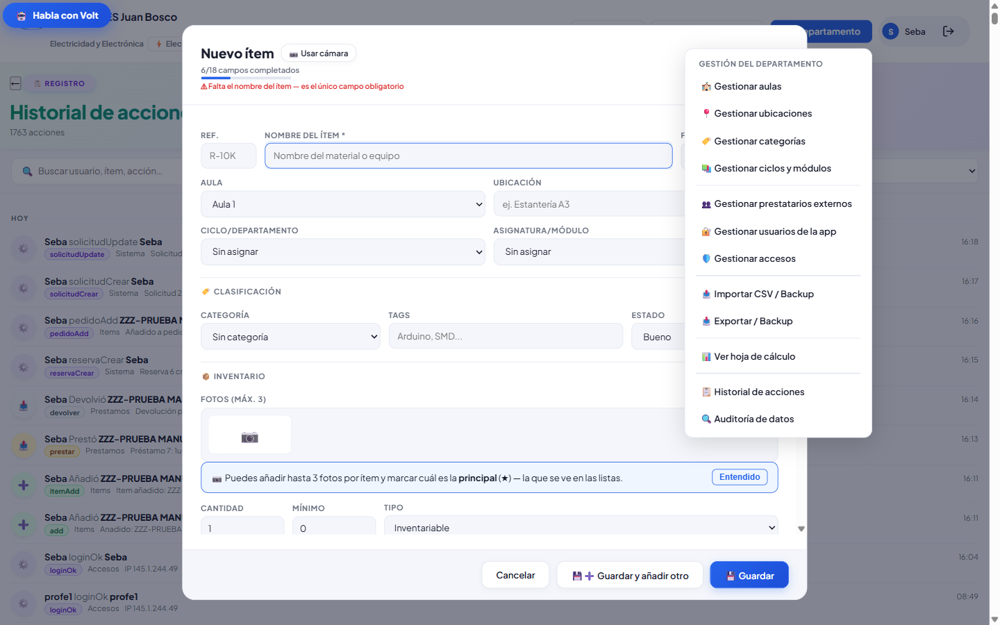 Habla con Volt
ES Juan Bosco
Electricidad y Electrónica
Elec
epartamento
S
Seba
REGISTRO
Historial de accion
1763 acciones
Buscar usuario, ítem, acción...
HOY
Seba solicitudUpdate Seba
solicitudUpdate Sistema Solicitud
16:18
Seba solicitudCrear Seba
solicitudCrear Sistema Solicitud 2
16:17
Seba pedidoAdd ZZZ-PRUEBA M
pedidoAdd Items Añadido a pedi
16:16
Seba reservaCrear Seba
reservaCrear Sistema Reserva 6 c
16:15
Seba Devolvió ZZZ-PRUEBA MA
devolver Prestamos Devolución p
16:14
Seba Prestó ZZZ-PRUEBA MANU
prestar Prestamos Préstamo 7: 1u
16:13
Seba Añadió ZZZ-PRUEBA MAN
itemAdd Items Item añadido: ZZZ-
16:11
Seba Añadió ZZZ-PRUEBA MAN
add Items Anadido: ZZZ-PRUEBA
16:11
Seba loginOk Seba
loginOk Accesos IP 145.1.244.49
16:04
profe1 loginOk profe1
loginOk Accesos IP 145.1.244.49
08:49
Nuevo ítem
Usar cámara
6/18 campos completados
⚠ Falta el nombre del ítem — es el único campo obligatorio
REF.
NOMBRE DEL ÍTEM *
F
R-10K
Nombre del material o equipo
AULA
UBICACIÓN
Aula 1
ej. Estantería A3
CICLO/DEPARTAMENTO
ASIGNATURA/MÓDULO
Sin asignar
Sin asignar
CLASIFICACIÓN
CATEGORÍA
TAGS
ESTADO
Sin categoría
Arduino, SMD...
Bueno
INVENTARIO
FOTOS (MÁX. 3)
Puedes añadir hasta 3 fotos por ítem y marcar cuál es la principal (★) — la que se ve en las listas.
Entendido
CANTIDAD
MÍNIMO
TIPO
1
0
Inventariable
Cancelar
Guardar y añadir otro
Guardar
GESTIÓN DEL DEPARTAMENTO
Gestionar aulas
Gestionar ubicaciones
Gestionar categorías
Gestionar ciclos y módulos
Gestionar prestatarios externos
Gestionar usuarios de la app
Gestionar accesos
Importar CSV / Backup
Exportar / Backup
Ver hoja de cálculo
Historial de acciones
Auditoría de datos